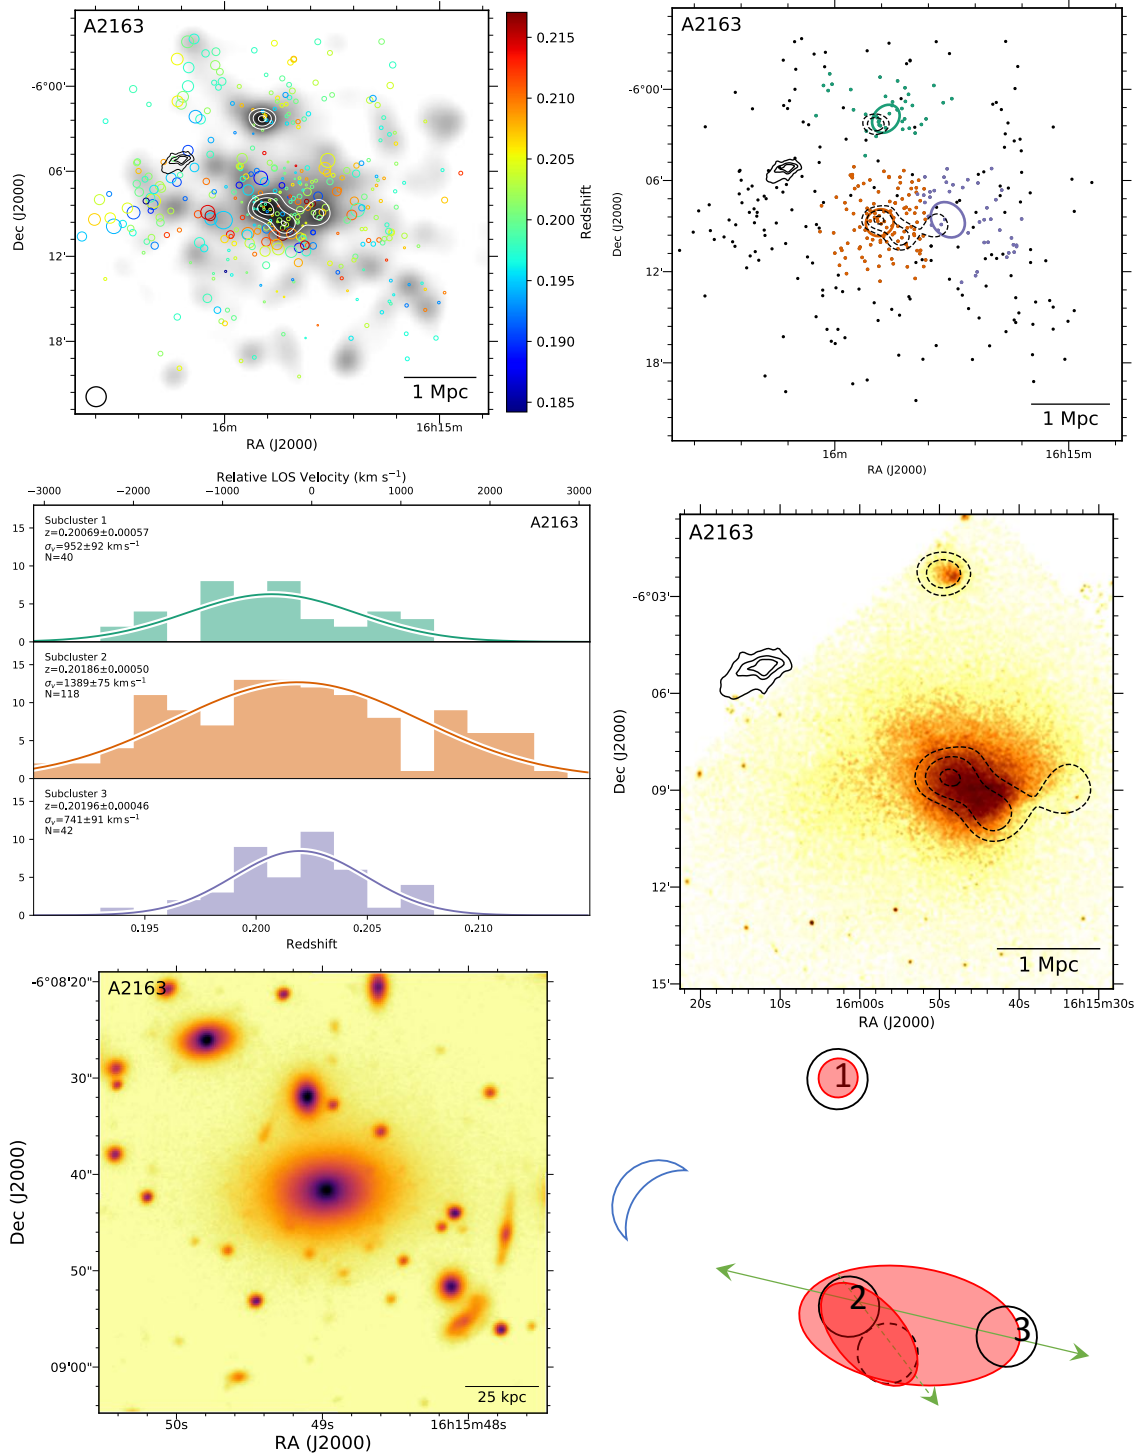 A2163
-6°00'
06'
12'
18'
Dec (J2000)
16m
16h15m
RA (J2000)
1 Mpc
0.215
0.210
0.205
0.200
0.195
0.190
0.185
Redshift
A2163
-6°00'
06'
12'
18'
Dec (J2000)
16m
16h15m
RA (J2000)
1 Mpc
Relative LOS Velocity (km s⁻¹)
−3000 −2000 −1000 0 1000 2000 3000
A2163
Subcluster 1
z=0.20069±0.00057
σᵥ=952±92 km s⁻¹
N=40
15
10
5
0
Subcluster 2
z=0.20186±0.00050
σᵥ=1389±75 km s⁻¹
N=118
15
10
5
0
Subcluster 3
z=0.20196±0.00046
σᵥ=741±91 km s⁻¹
N=42
15
10
5
0
0.195 0.200 0.205 0.210
Redshift
A2163
-6°03'
06'
09'
12'
15'
Dec (J2000)
1 Mpc
20s 10s 16m00s 50s 40s 16h15m30s
RA (J2000)
A2163
-6°08'20"
30"
40"
50"
09'00"
Dec (J2000)
25 kpc
50s 49s 16h15m48s
RA (J2000)
1
2
3